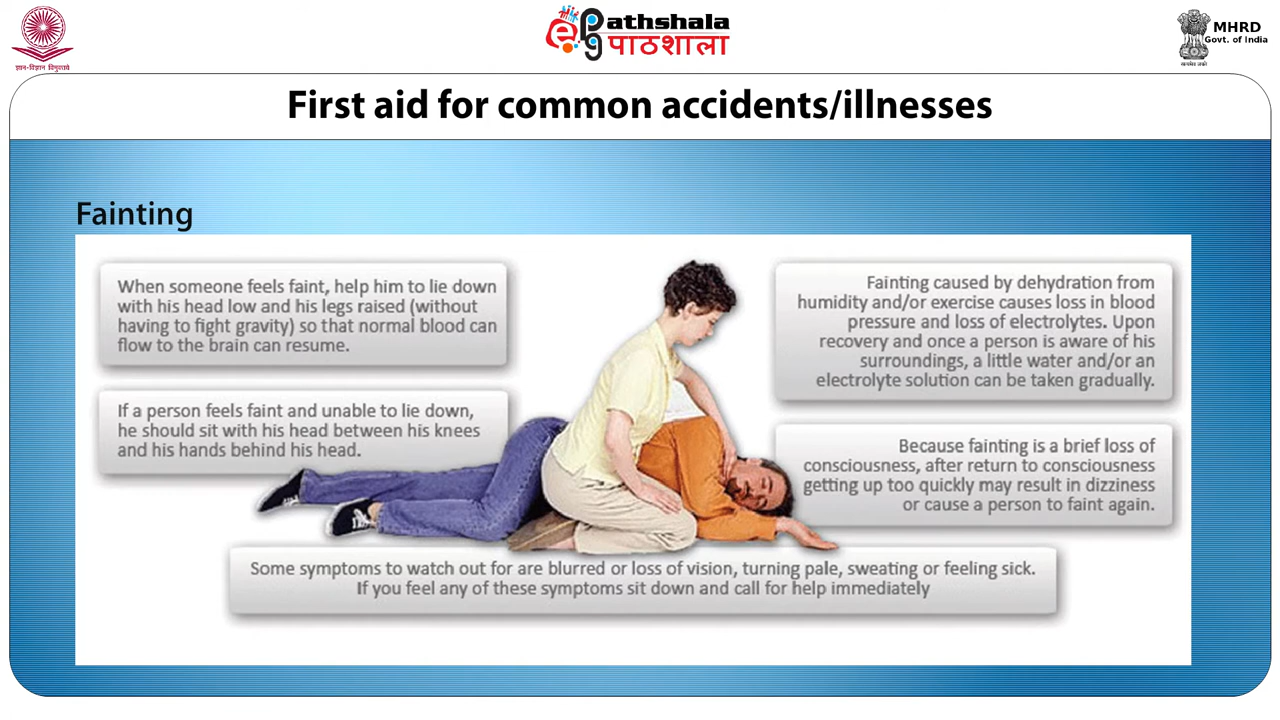 ज्ञान-विज्ञान विमुक्तये
ePathshala
पाठशाला
MHRD
Govt. of India
सत्यमेव जयते
First aid for common accidents/illnesses
Fainting
When someone feels faint, help him to lie down
with his head low and his legs raised (without
having to fight gravity) so that normal blood can
flow to the brain can resume.
If a person feels faint and unable to lie down,
he should sit with his head between his knees
and his hands behind his head.
Fainting caused by dehydration from
humidity and/or exercise causes loss in blood
pressure and loss of electrolytes. Upon
recovery and once a person is aware of his
surroundings, a little water and/or an
electrolyte solution can be taken gradually.
Because fainting is a brief loss of
consciousness, after return to consciousness
getting up too quickly may result in dizziness
or cause a person to faint again.
Some symptoms to watch out for are blurred or loss of vision, turning pale, sweating or feeling sick.
If you feel any of these symptoms sit down and call for help immediately